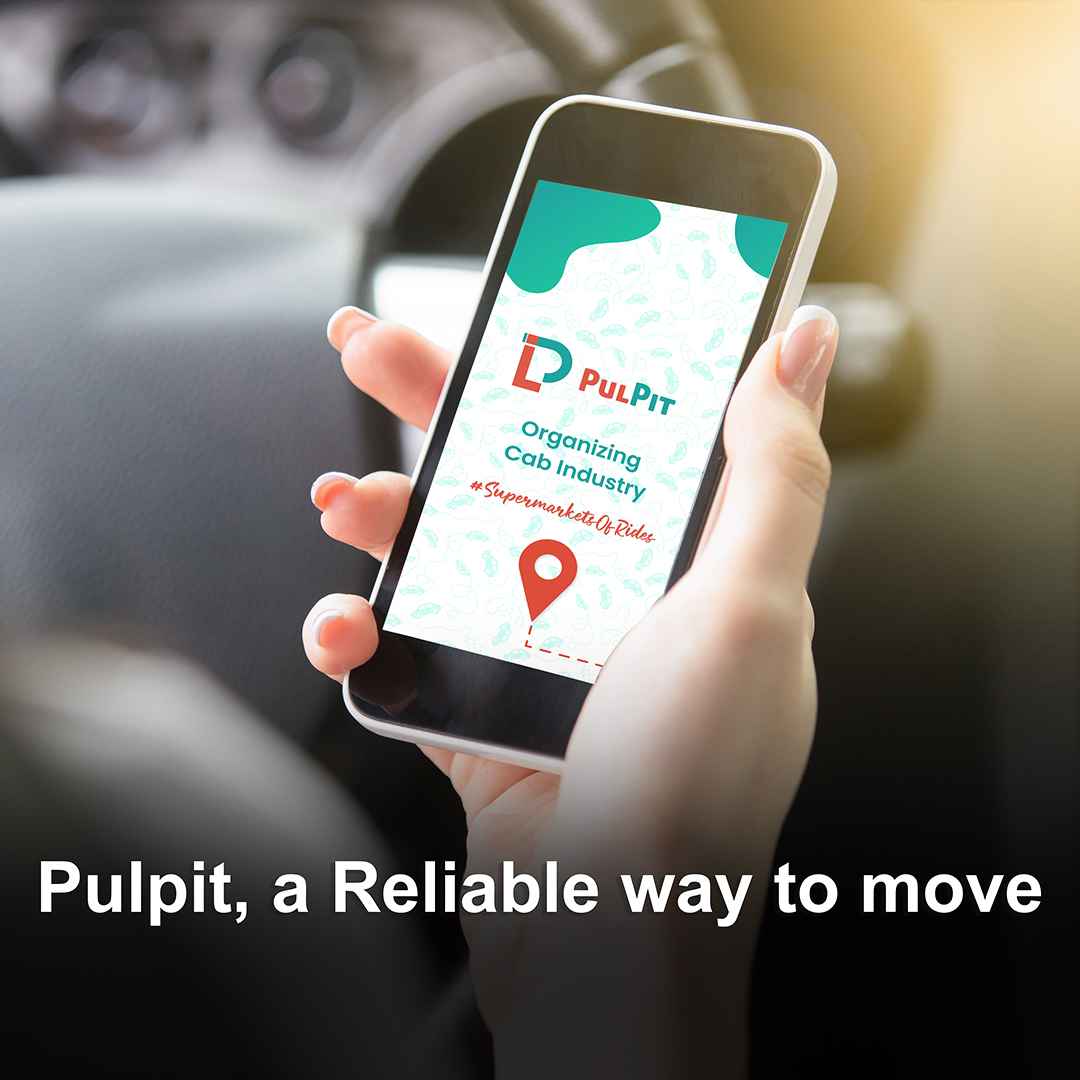 PULPIT
Organizing
Cab Industry
#SupermarketsOfRides
Pulpit, a Reliable way to move